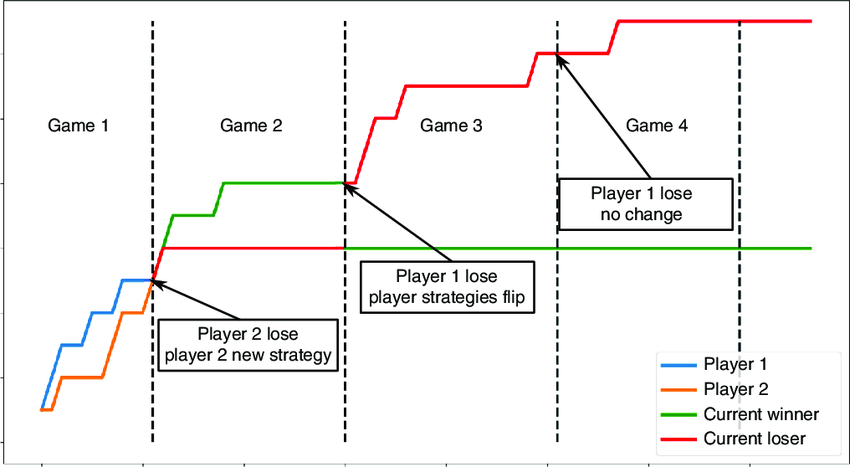 Game 1
Game 2
Game 3
Game 4
Player 1 lose
no change
Player 1 lose
player strategies flip
Player 2 lose
player 2 new strategy
Player 1
Player 2
Current winner
Current loser